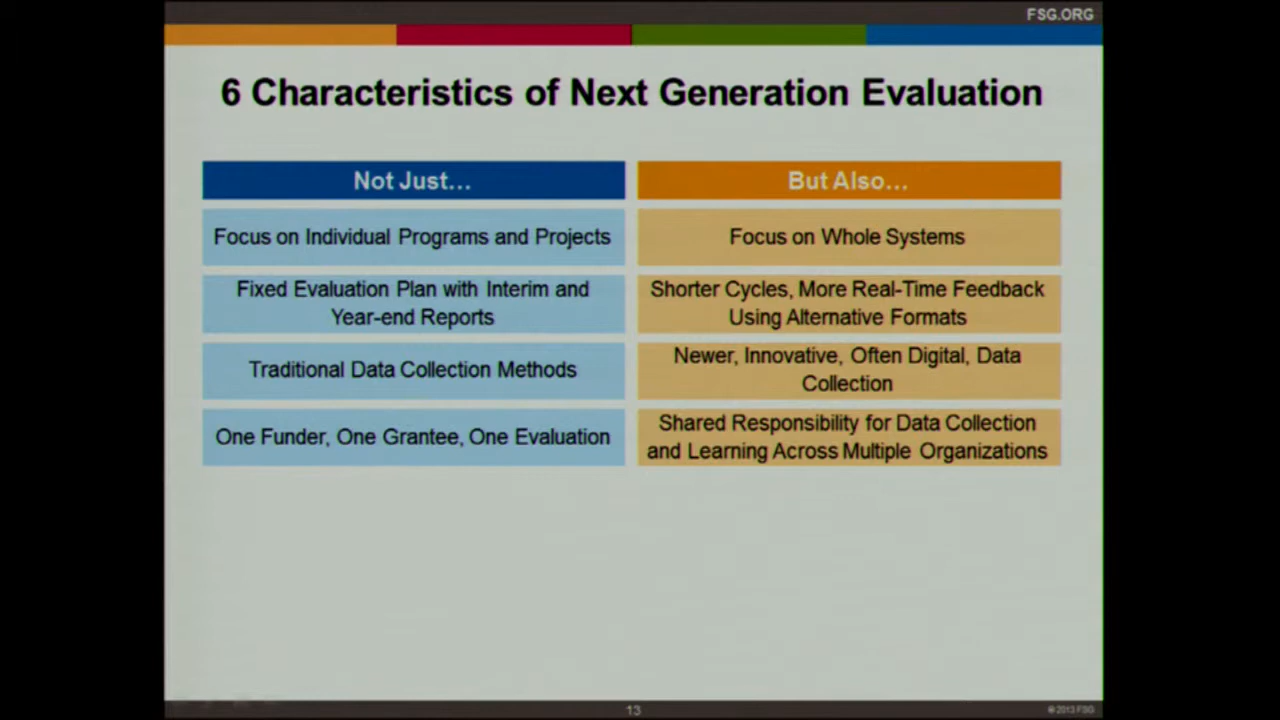 FSG.ORG
6 Characteristics of Next Generation Evaluation
Not Just...
But Also...
Focus on Individual Programs and Projects
Focus on Whole Systems
Fixed Evaluation Plan with Interim and
Year-end Reports
Shorter Cycles, More Real-Time Feedback
Using Alternative Formats
Traditional Data Collection Methods
Newer, Innovative, Often Digital, Data
Collection
One Funder, One Grantee, One Evaluation
Shared Responsibility for Data Collection
and Learning Across Multiple Organizations
13
© 2013 FSG